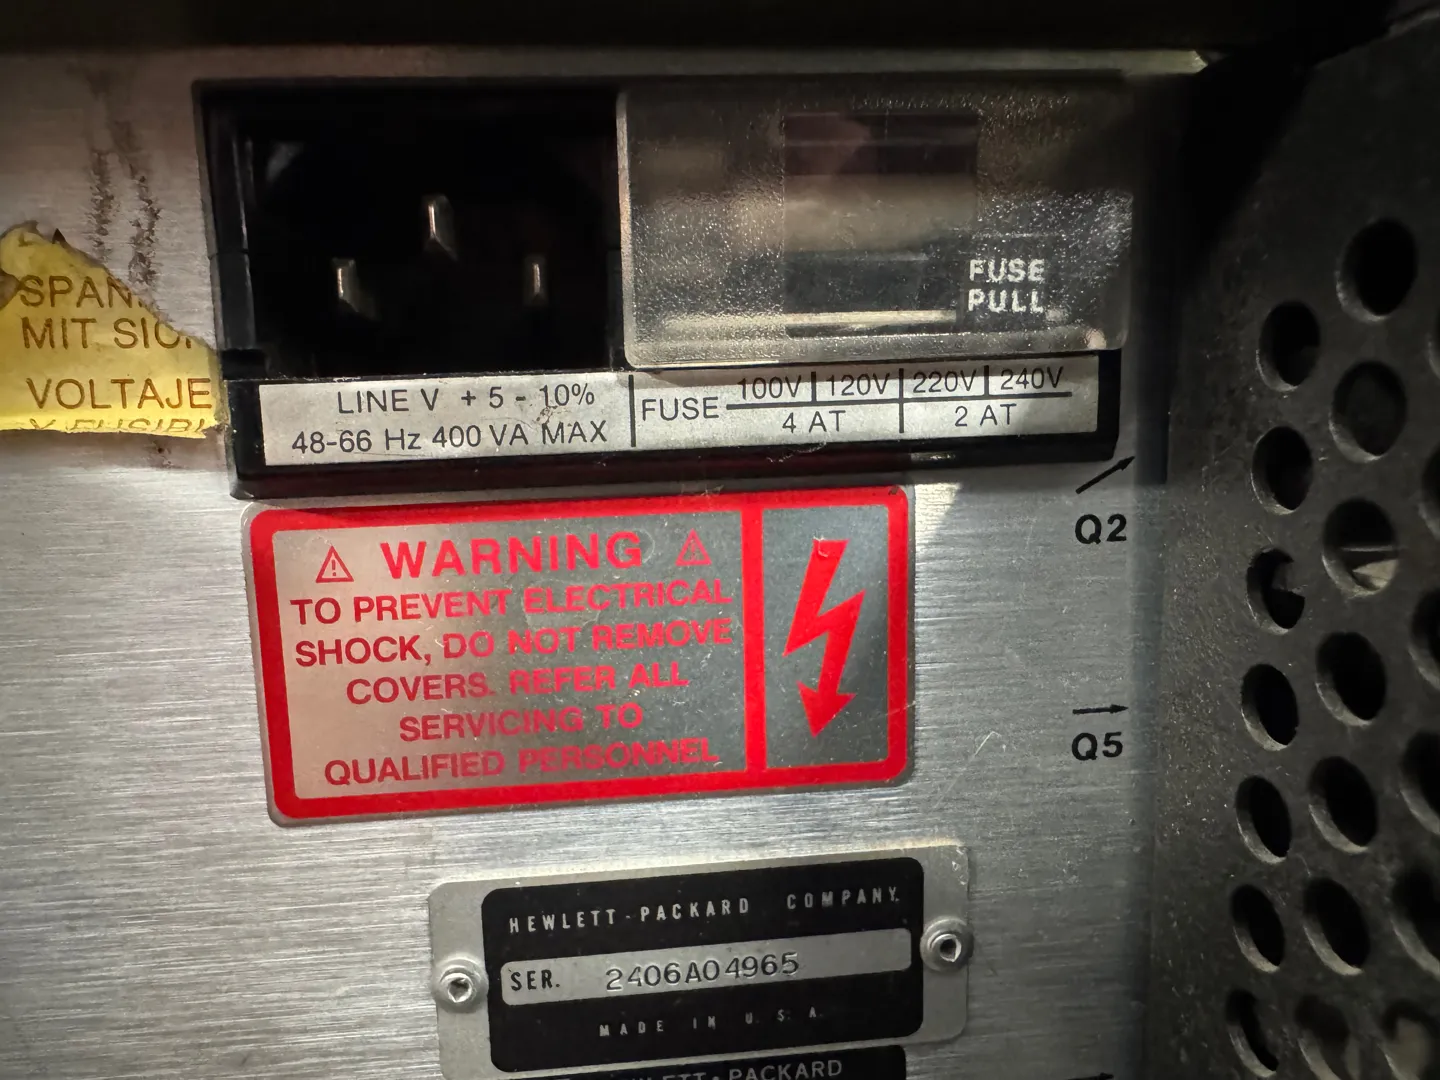 FUSE
PULL
SPAN
MIT SIC
VOLTAJE
Y FUSIBL
LINE V + 5 - 10%
48-66 Hz 400 VA MAX
FUSE
100V 120V 220V 240V
4 AT 2 AT
Q2
WARNING
TO PREVENT ELECTRICAL
SHOCK, DO NOT REMOVE
COVERS. REFER ALL
SERVICING TO
QUALIFIED PERSONNEL
Q5
HEWLETT-PACKARD COMPANY.
SER. 2406A04965
MADE IN U.S.A.
HEWLETT-PACKARD